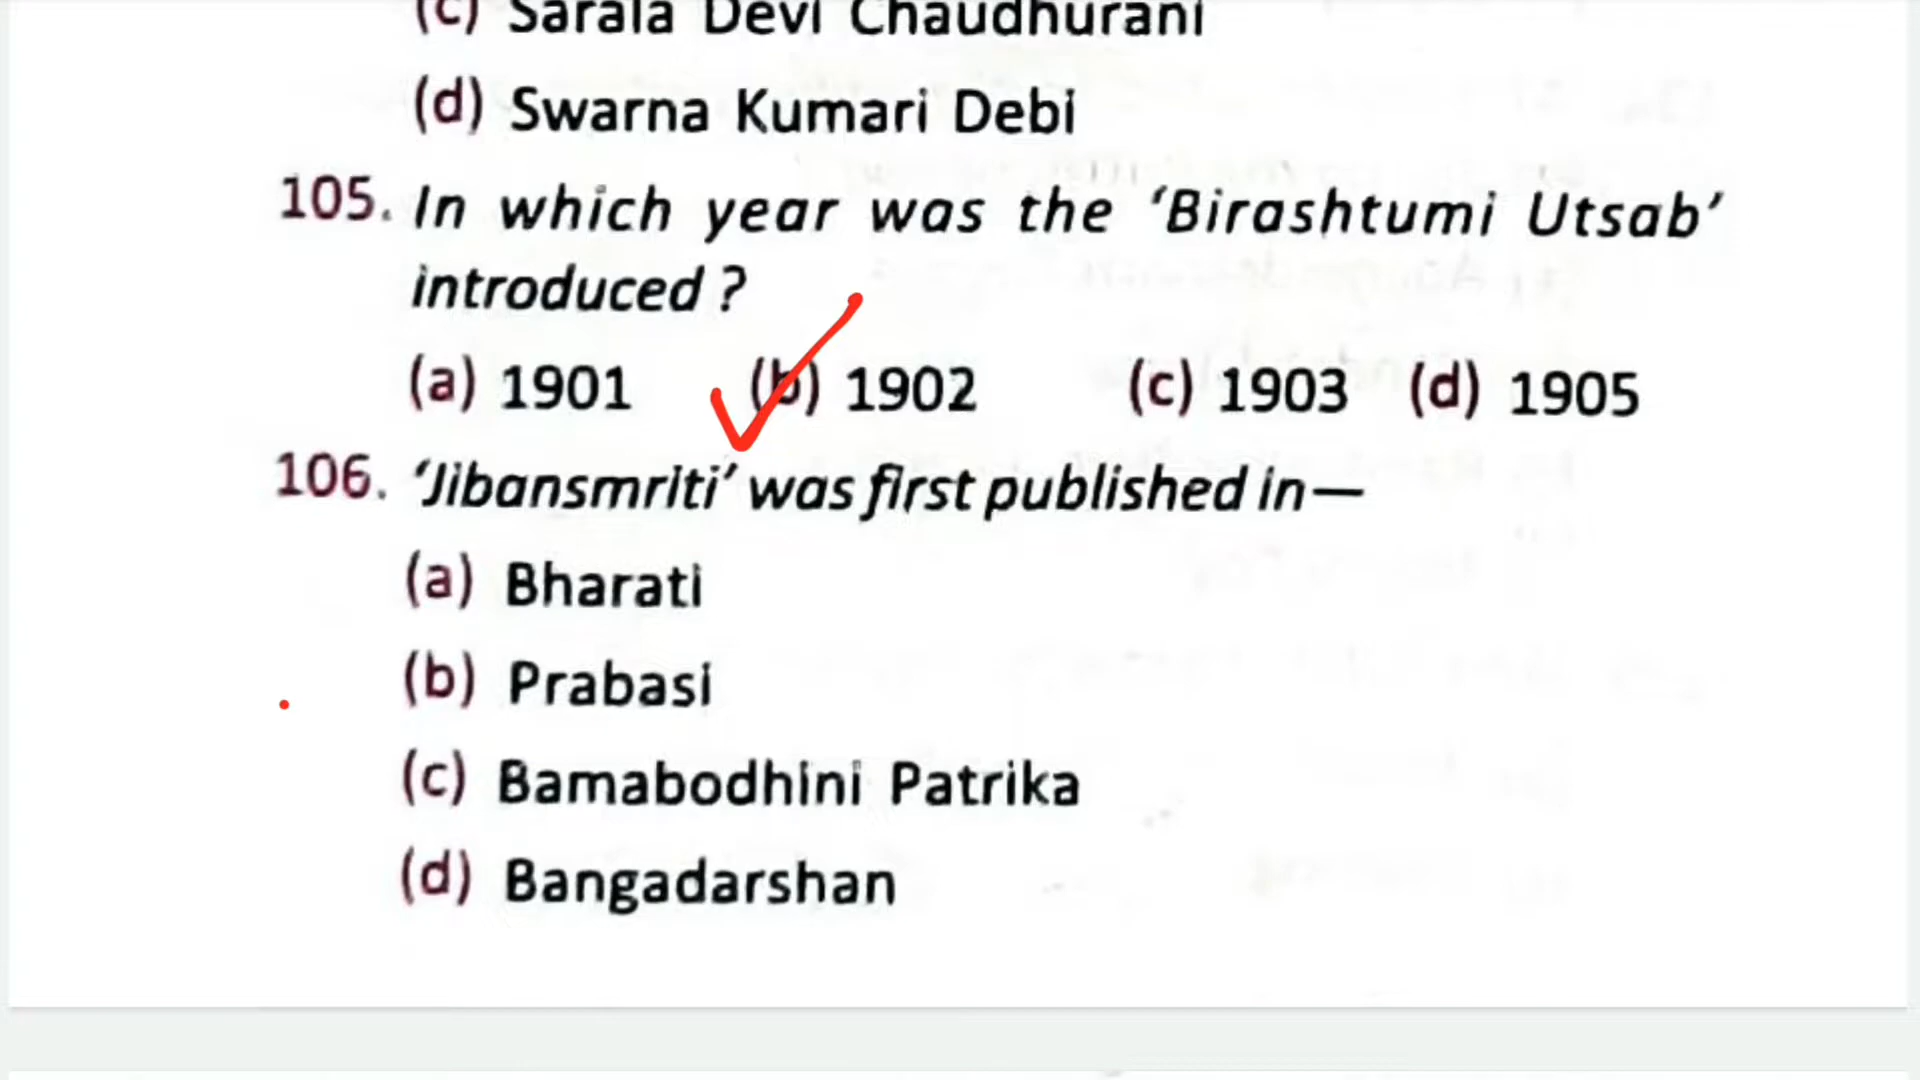 (c) Sarala Devi Chaudhurani
(d) Swarna Kumari Debi
105. In which year was the ‘Birashtumi Utsab’
introduced ?
(a) 1901 (b) 1902 (c) 1903 (d) 1905
106. ‘Jibansmriti’ was first published in—
(a) Bharati
(b) Prabasi
(c) Bamabodhini Patrika
(d) Bangadarshan